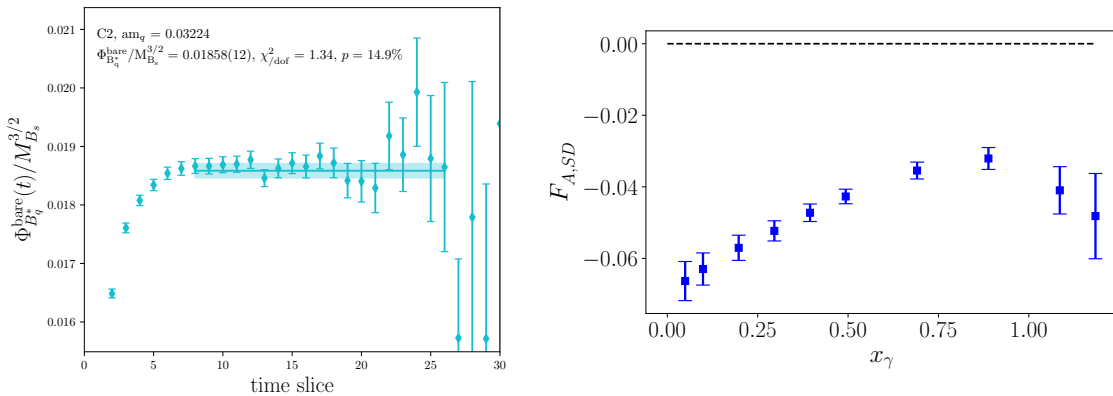 C2, am_q = 0.03224
Φ^bare_{B*_q}/M^{3/2}_{B_s} = 0.01858(12), χ²_{/dof} = 1.34, p = 14.9%
Φ^bare_{B*_q}(t)/M^{3/2}_{B_s}
0.021
0.020
0.019
0.018
0.017
0.016
0 5 10 15 20 25 30
time slice
F_{A,SD}
0.00
−0.02
−0.04
−0.06
0.00 0.25 0.50 0.75 1.00
x_γ